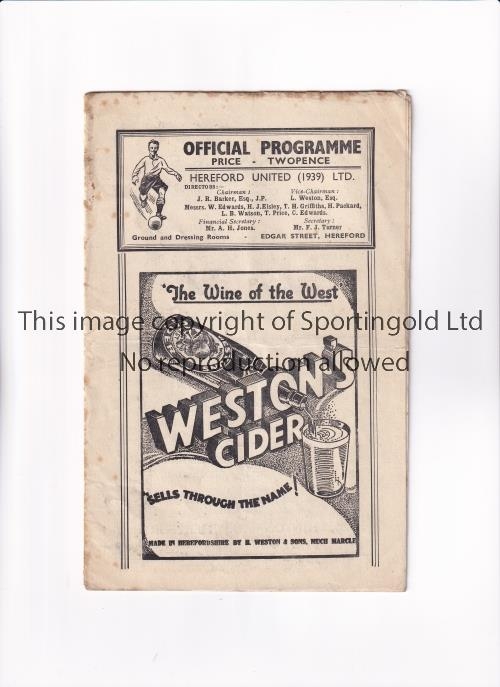 OFFICIAL PROGRAMME
PRICE - TWOPENCE
HEREFORD UNITED (1939) LTD.
DIRECTORS:—
Chairman : Vice-Chairman :
J. R. Barker, Esq., J.P. L. Weston, Esq.
Messrs. W. Edwards, H. J. Elsley, T. H. Griffiths, H. Packard,
L. B. Watson, T. Price, C. Edwards.
Financial Secretary : Secretary :
Mr. A. H. Jones. Mr. F. J. Turner
Ground and Dressing Rooms - EDGAR STREET, HEREFORD
"The Wine of the West
This image copyright of Sportingold Ltd
No reproduction allowed
WESTON'S
CIDER
"SELLS THROUGH THE NAME!
MADE IN HEREFORDSHIRE BY H. WESTON & SONS, MUCH MARCLE